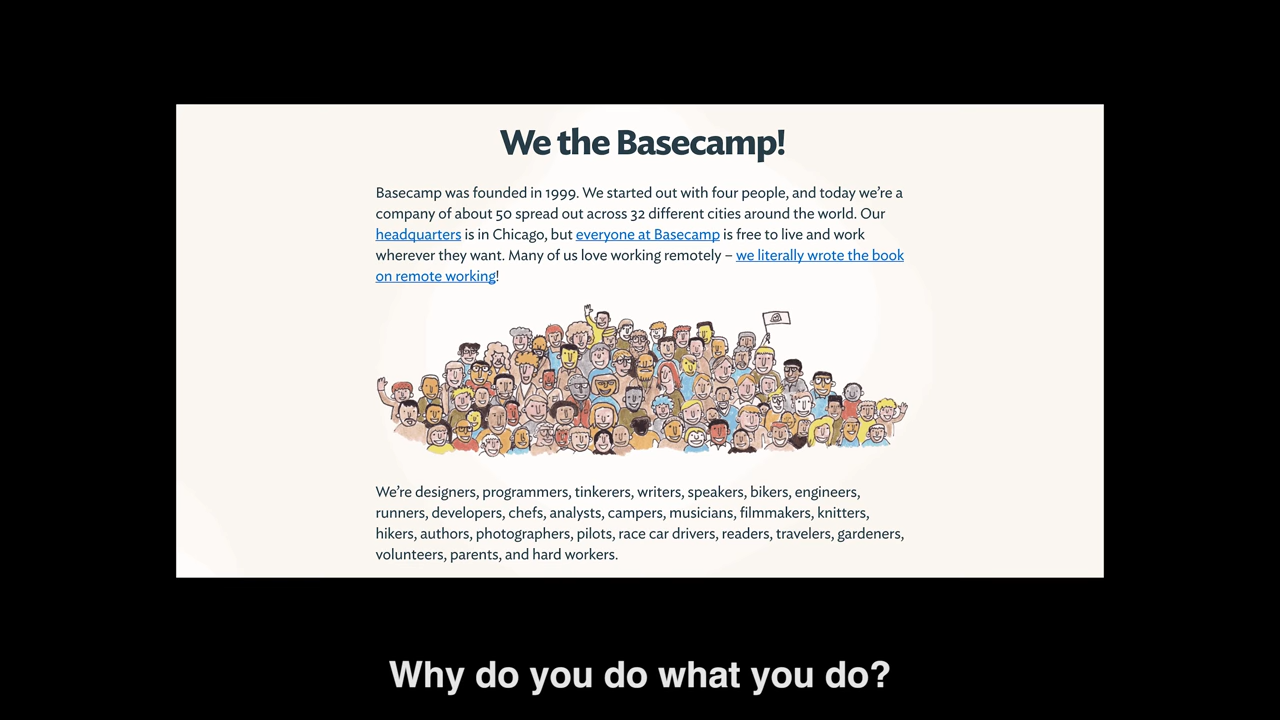 We the Basecamp!
Basecamp was founded in 1999. We started out with four people, and today we’re a
company of about 50 spread out across 32 different cities around the world. Our
headquarters is in Chicago, but everyone at Basecamp is free to live and work
wherever they want. Many of us love working remotely – we literally wrote the book
on remote working!
We’re designers, programmers, tinkerers, writers, speakers, bikers, engineers,
runners, developers, chefs, analysts, campers, musicians, filmmakers, knitters,
hikers, authors, photographers, pilots, race car drivers, readers, travelers, gardeners,
volunteers, parents, and hard workers.
Why do you do what you do?